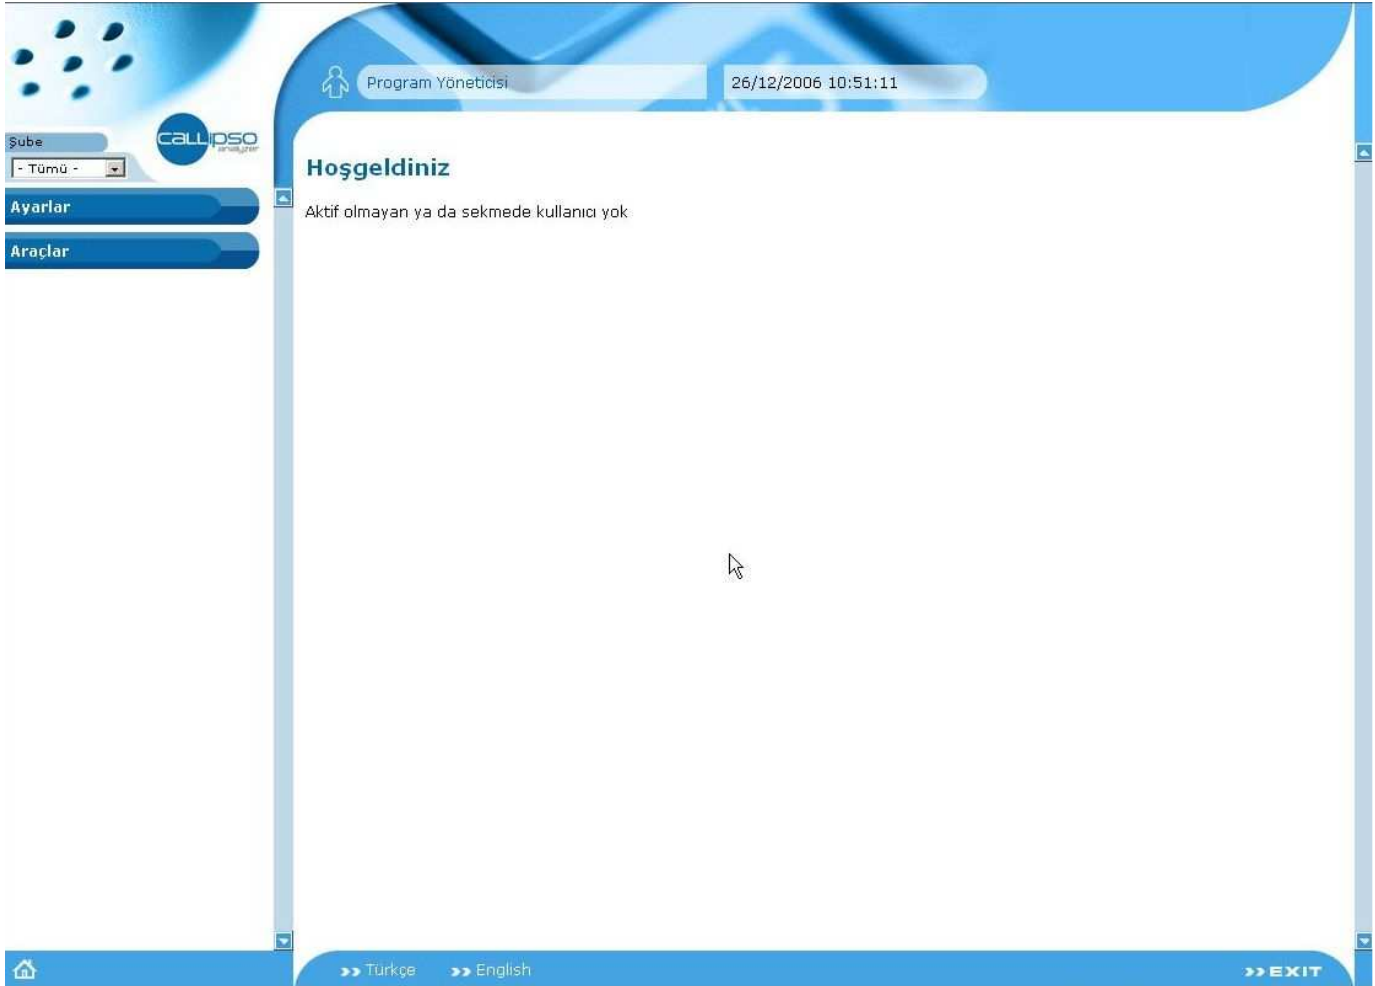 Program Yöneticisi
26/12/2006 10:51:11
callipso
analyzer
Şube
- Tümü -
Ayarlar
Araçlar
Hoşgeldiniz
Aktif olmayan ya da sekmede kullanıcı yok
>> Türkçe
>> English
>> EXIT